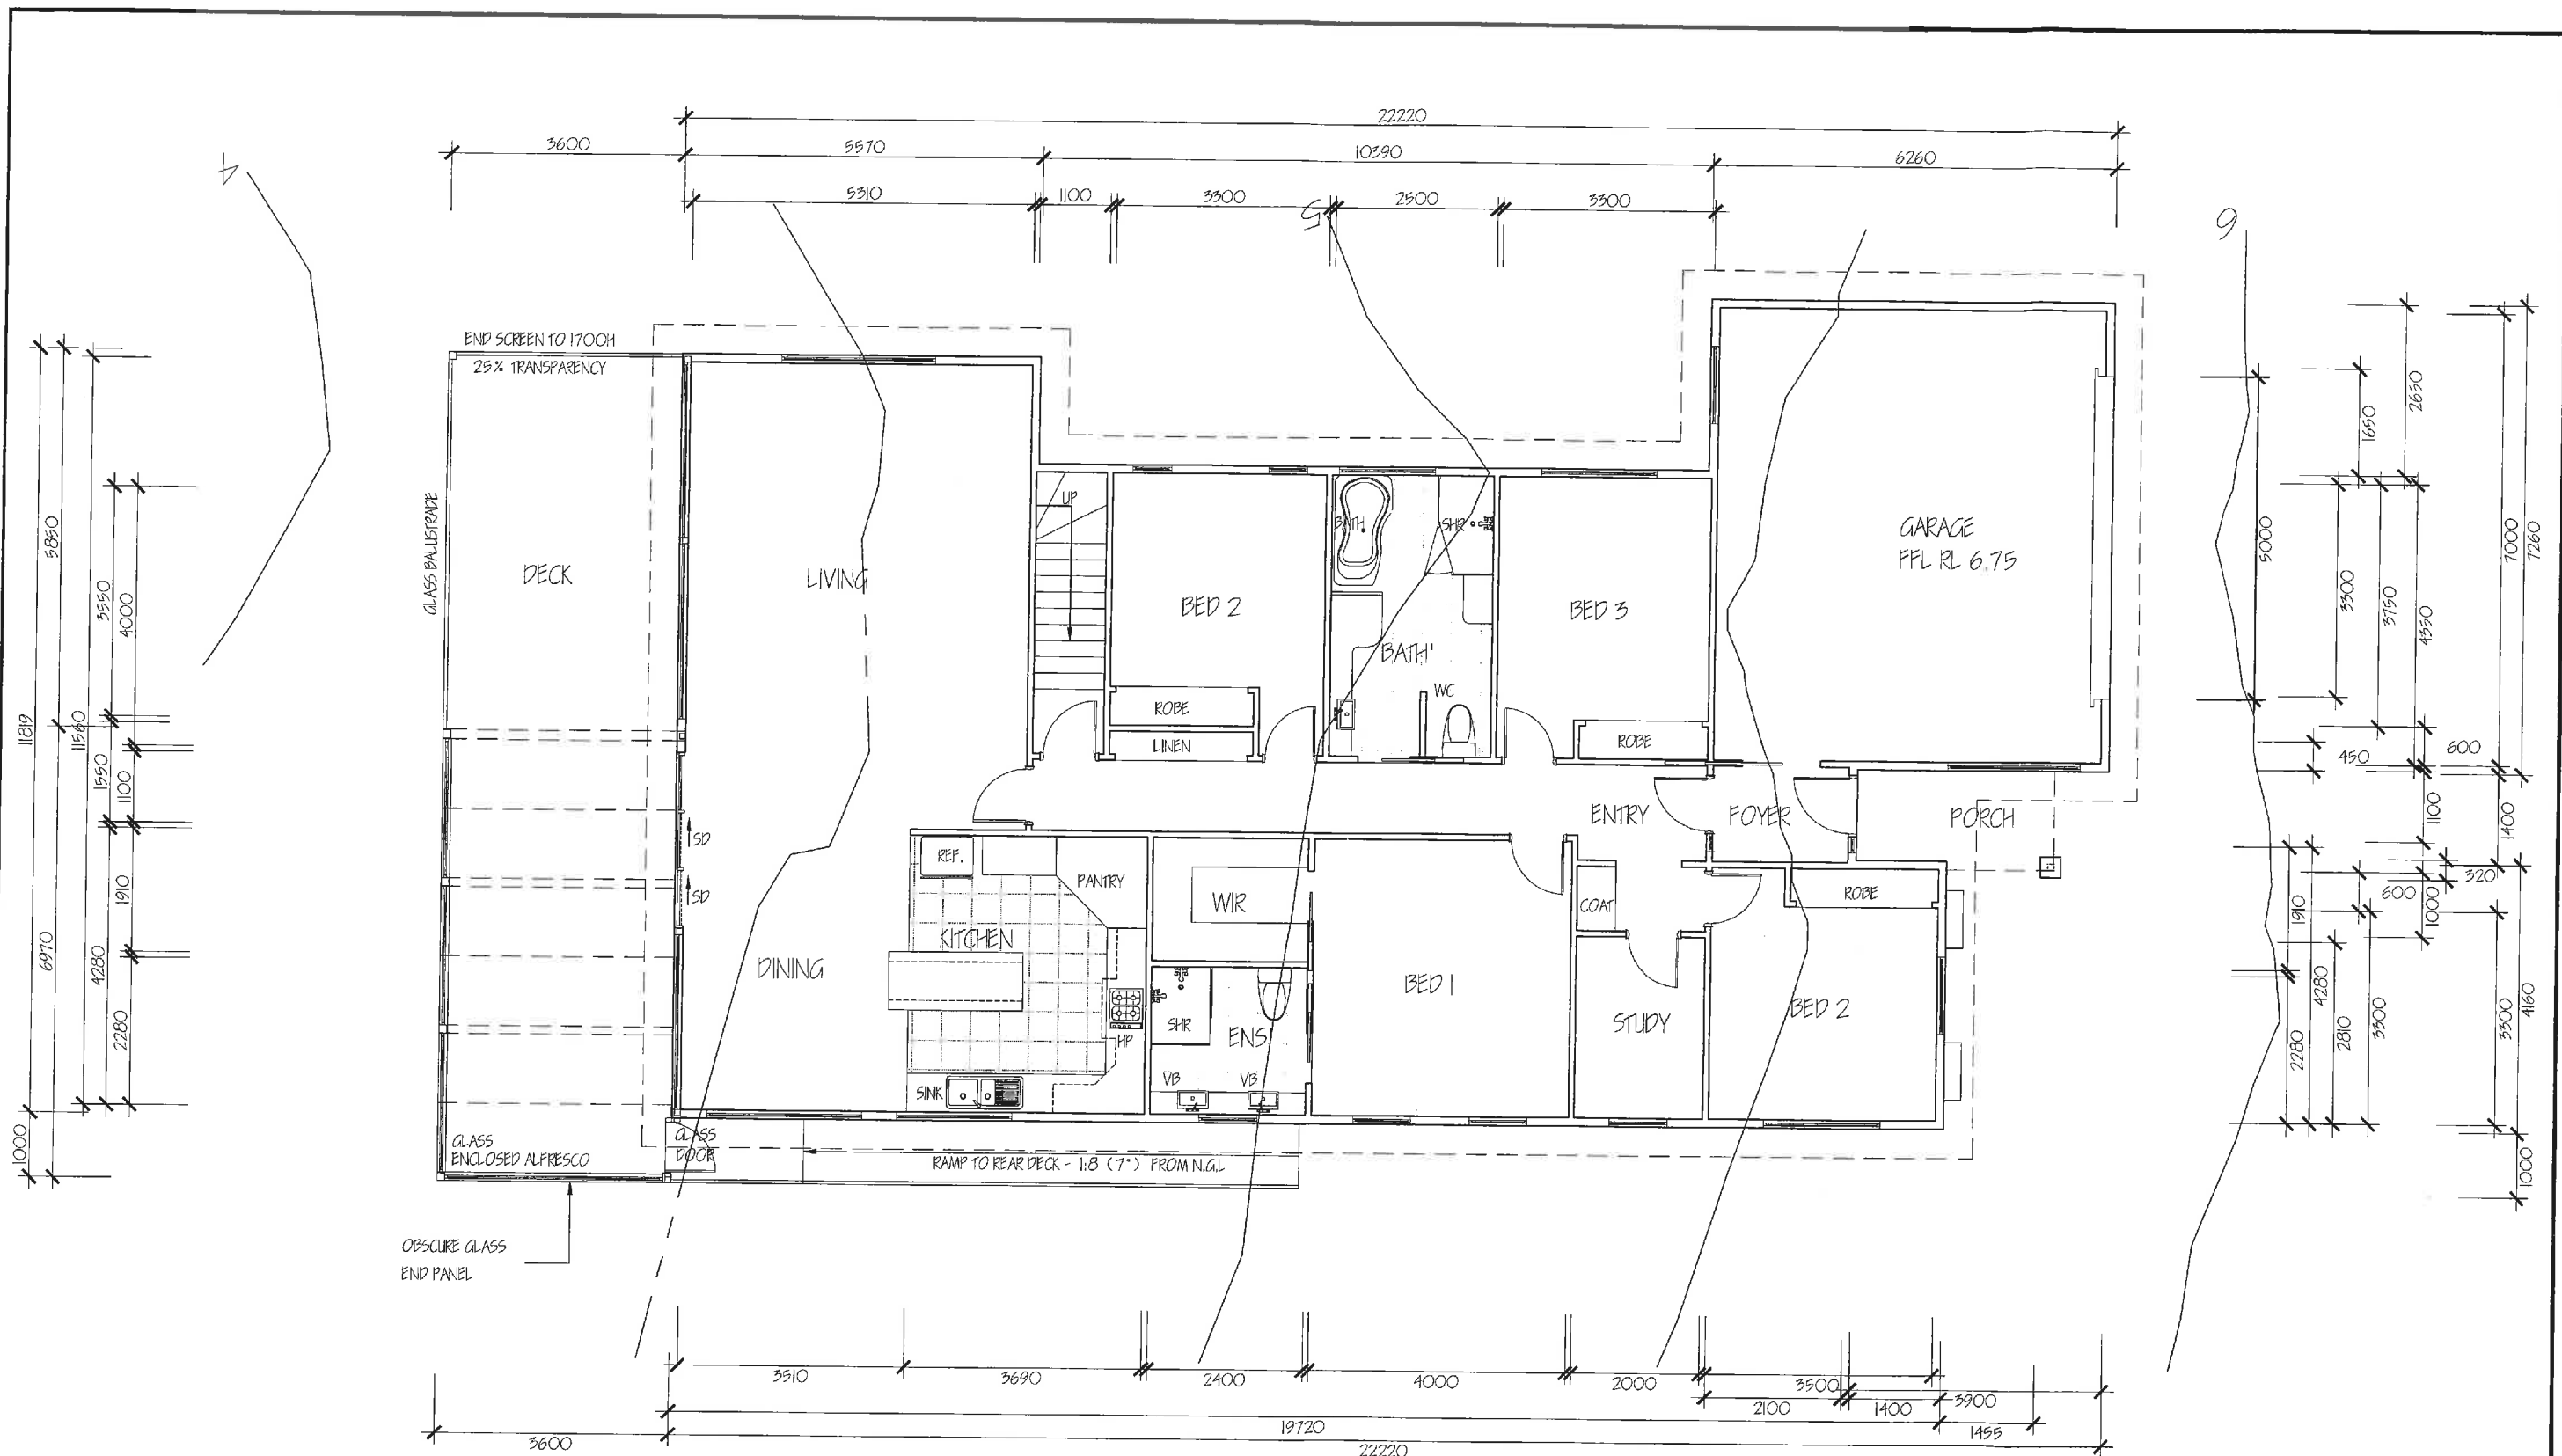 22220
3600
5570
10390
6260
5310
1100
3300
2500
3300
4
5
6
END SCREEN TO 1700H
25% TRANSPARENCY
GLASS BALUSTRADE
DECK
LIVING
UP
BED 2
BATH
SHR
BATH'
WC
BED 3
GARAGE
FFL RL 6.75
ROBE
LINEN
ROBE
ENTRY
FOYER
PORCH
SD
SD
REF.
PANTRY
WIR
KITCHEN
DINING
COAT
ROBE
BED 1
STUDY
BED 2
SHR
ENS
HP
VB
VB
SINK
GLASS
ENCLOSED ALFRESCO
GLASS
DOOR
RAMP TO REAR DECK - 1:8 (7°) FROM N.G.L
OBSCURE GLASS
END PANEL
11819
1000
5850
6970
11560
3550
1550
4280
4000
1100
1910
2280
5000
1650
2650
3300
3750
4350
7000
7260
450
600
1100
1400
320
600
1000
1910
4280
2280
2810
3300
3300
4160
1000
3510
3690
2400
4000
2000
3500
2100
1400
3900
19720
1455
3600
22220